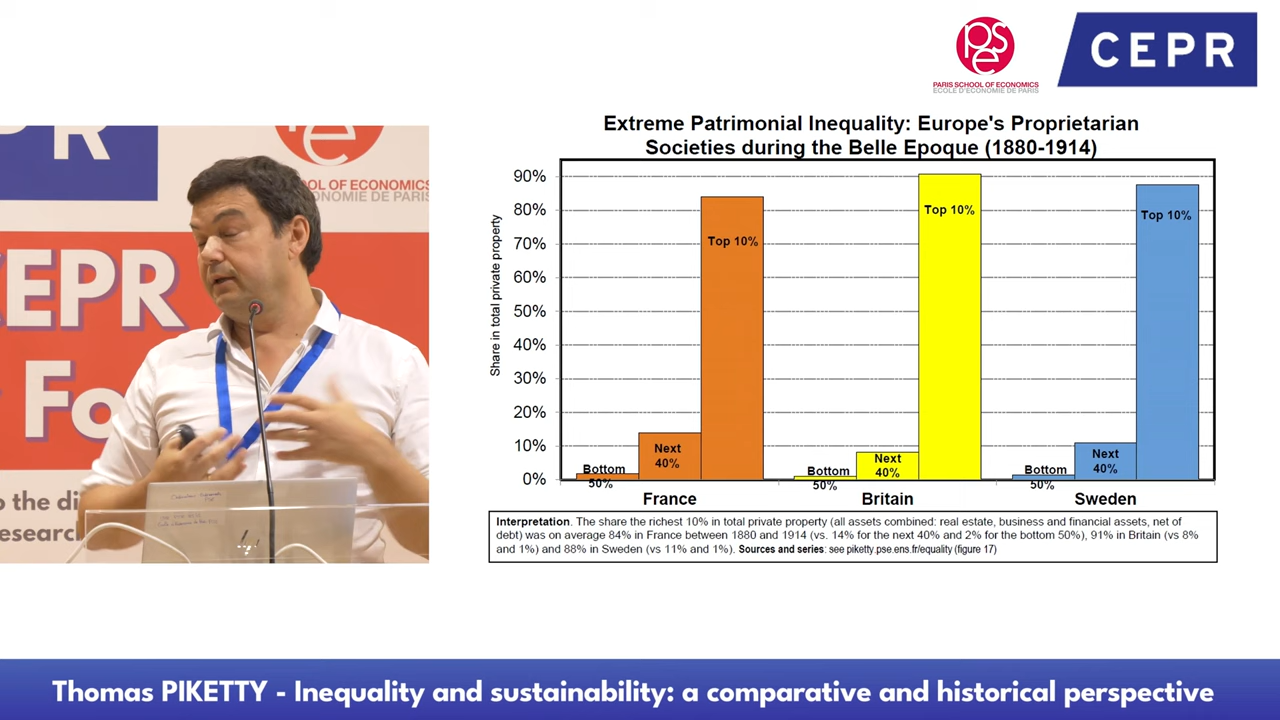 pse
PARIS SCHOOL OF ECONOMICS
ECOLE D'ECONOMIE DE PARIS
CEPR
PR
OOL OF ECONOMICS
ONOMIE DE PARIS
CEPR
Fo
o the di
esearc
Extreme Patrimonial Inequality: Europe's Proprietarian
Societies during the Belle Epoque (1880-1914)
Share in total private property
90%
80%
70%
60%
50%
40%
30%
20%
10%
0%
Bottom
50%
Next
40%
Top 10%
Bottom
50%
Next
40%
Top 10%
Bottom
50%
Next
40%
Top 10%
France
Britain
Sweden
Interpretation. The share the richest 10% in total private property (all assets combined: real estate, business and financial assets, net of
debt) was on average 84% in France between 1880 and 1914 (vs. 14% for the next 40% and 2% for the bottom 50%), 91% in Britain (vs 8%
and 1%) and 88% in Sweden (vs 11% and 1%). Sources and series: see piketty.pse.ens.fr/equality (figure 17)
Thomas PIKETTY - Inequality and sustainability: a comparative and historical perspective